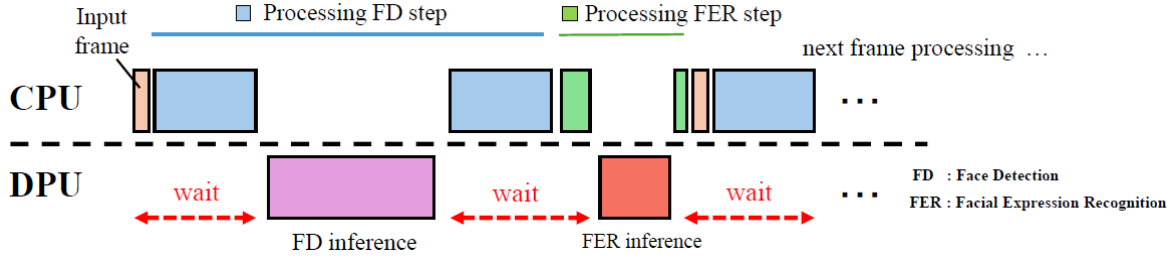 Input
frame
Processing FD step
Processing FER step
next frame processing …
CPU
...
DPU
wait
wait
wait
...
FD : Face Detection
FER : Facial Expression Recognition
FD inference
FER inference